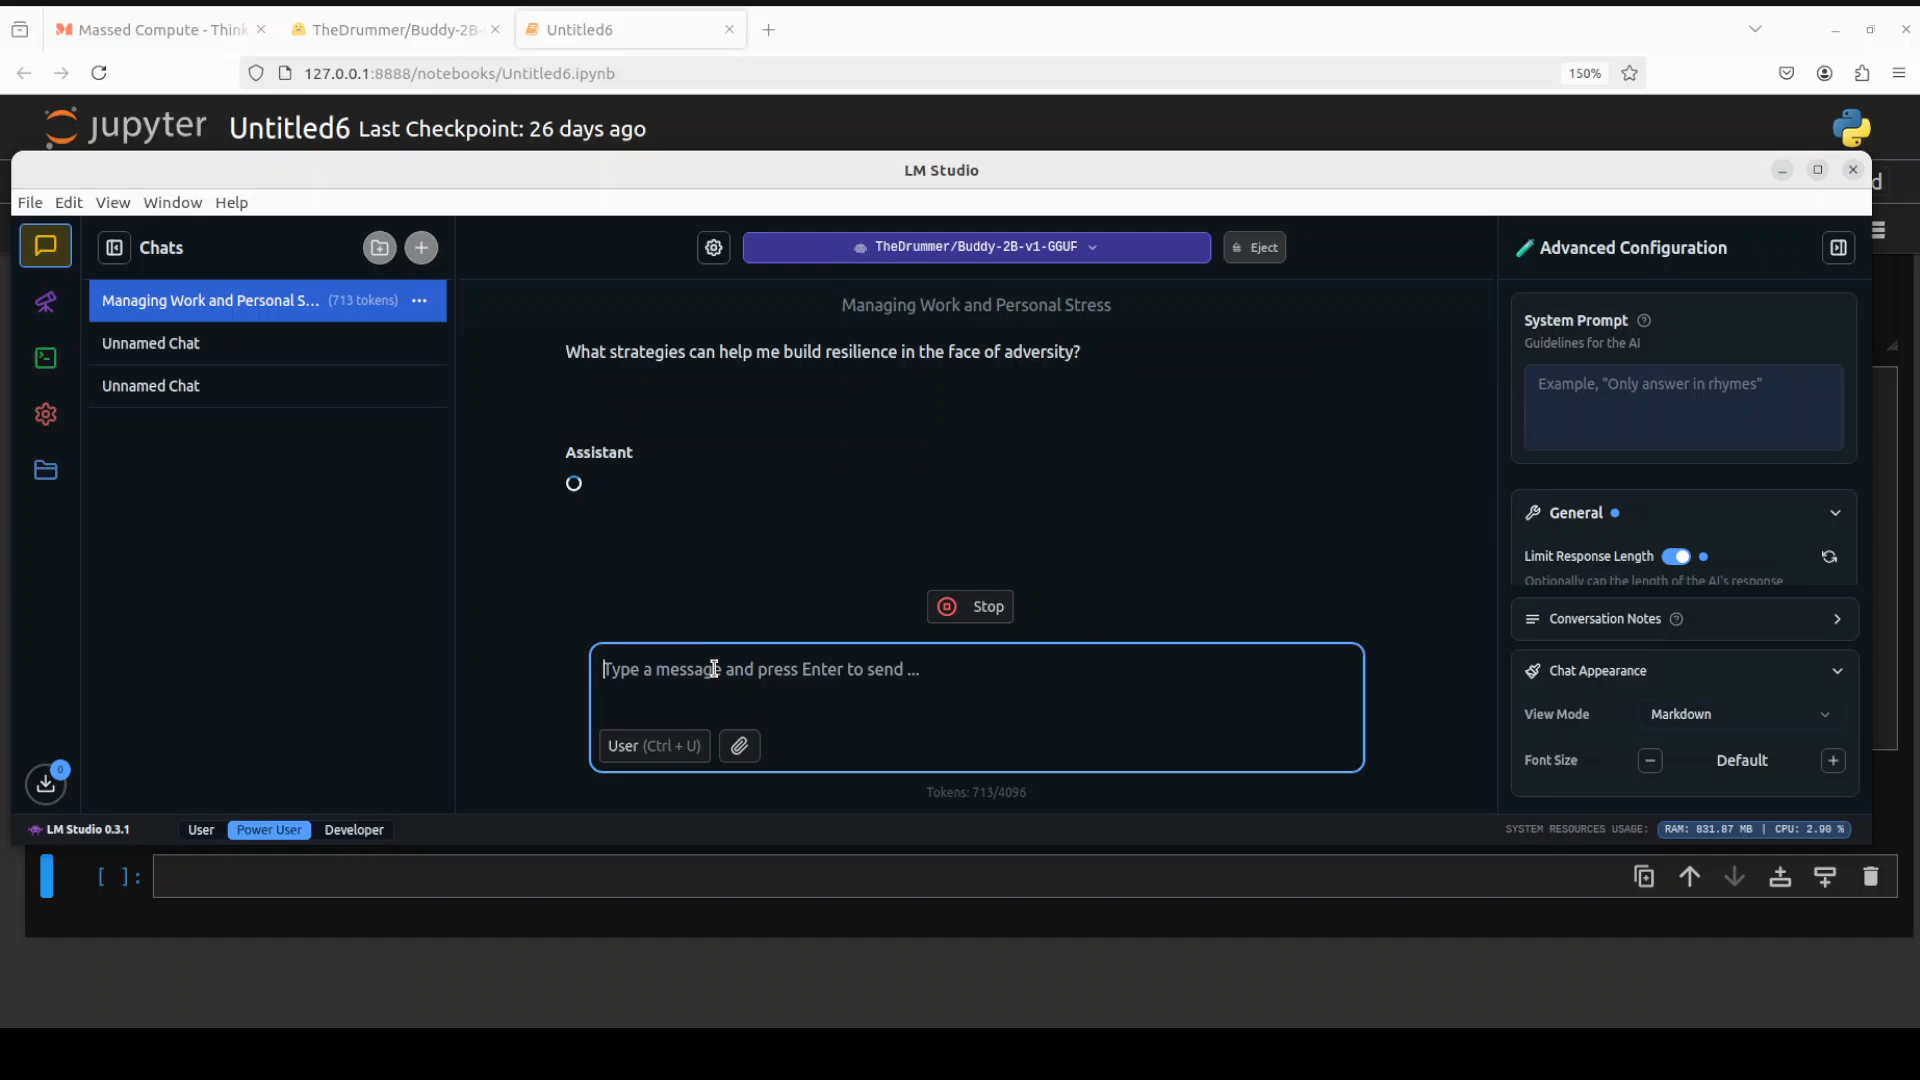 Massed Compute - Think
TheDrummer/Buddy-2B-
Untitled6
127.0.0.1:8888/notebooks/Untitled6.ipynb
150%
jupyter Untitled6 Last Checkpoint: 26 days ago
LM Studio
d
File Edit View Window Help
Chats
TheDrummer/Buddy-2B-v1-GGUF
Eject
Advanced Configuration
Managing Work and Personal S... (713 tokens)
Unnamed Chat
Unnamed Chat
Managing Work and Personal Stress
What strategies can help me build resilience in the face of adversity?
Assistant
Stop
Type a message and press Enter to send ...
User (Ctrl + U)
Tokens: 713/4096
System Prompt
Guidelines for the AI
Example, "Only answer in rhymes"
General
Limit Response Length
Optionally cap the length of the AI's response
Conversation Notes
Chat Appearance
View Mode Markdown
Font Size Default
0
LM Studio 0.3.1
User Power User Developer
SYSTEM RESOURCES USAGE: RAM: 831.87 MB | CPU: 2.90 %
[ ]: